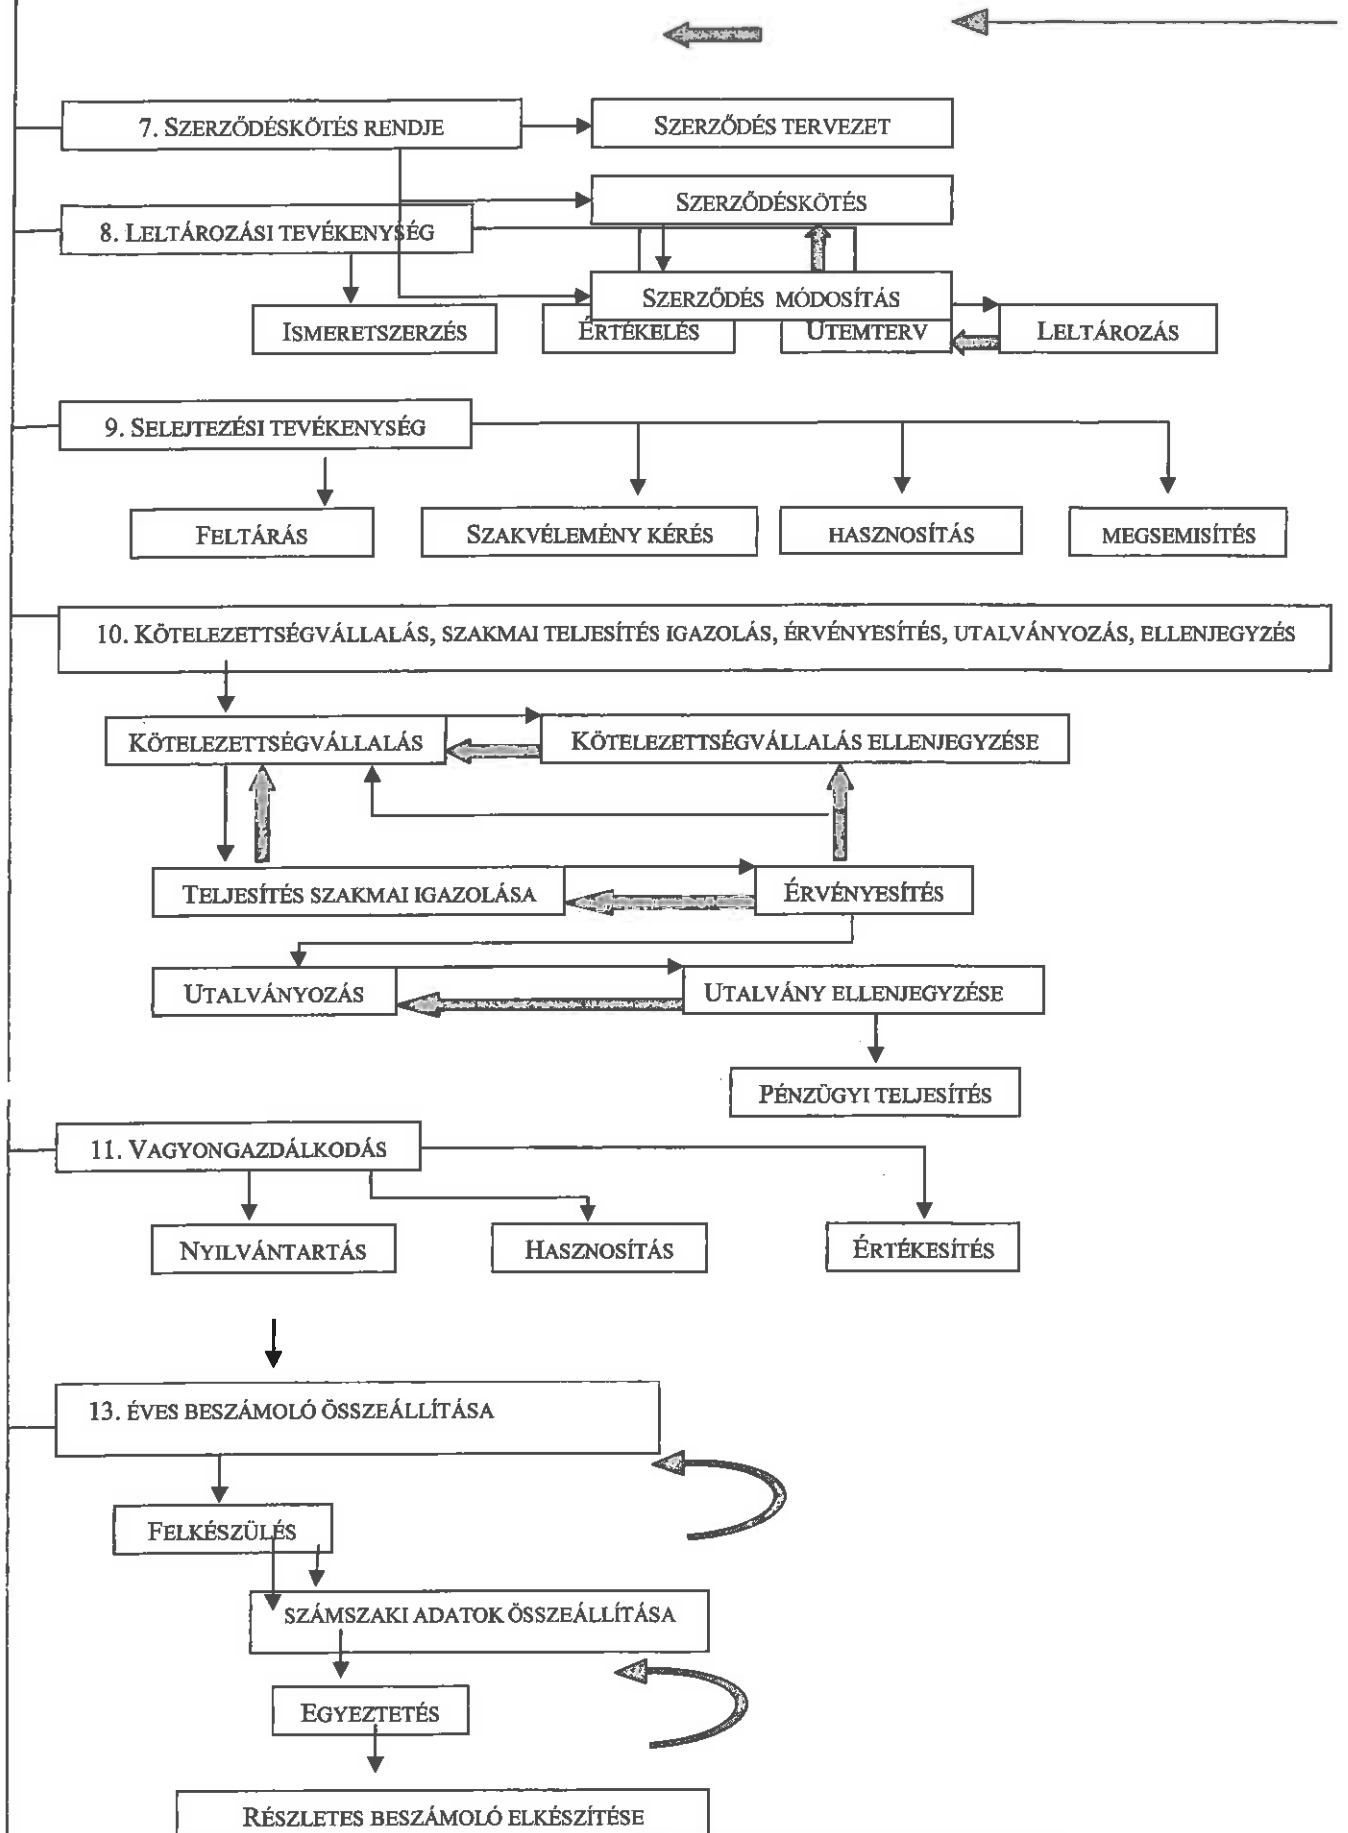 7. SZERZŐDÉSKÖTÉS RENDJE
SZERZŐDÉS TERVEZET
SZERZŐDÉSKÖTÉS
8. LELTÁROZÁSI TEVÉKENYSÉG
SZERZŐDÉS MÓDOSÍTÁS
ISMERETSZERZÉS
ÉRTÉKELÉS
ÜTEMTERV
LELTÁROZÁS
9. SELEJTEZÉSI TEVÉKENYSÉG
FELTÁRÁS
SZAKVÉLEMÉNY KÉRÉS
HASZNOSÍTÁS
MEGSEMISÍTÉS
10. KÖTELEZETTSÉGVÁLLALÁS, SZAKMAI TELJESÍTÉS IGAZOLÁS, ÉRVÉNYESÍTÉS, UTALVÁNYOZÁS, ELLENJEGYZÉS
KÖTELEZETTSÉGVÁLLALÁS
KÖTELEZETTSÉGVÁLLALÁS ELLENJEGYZÉSE
TELJESÍTÉS SZAKMAI IGAZOLÁSA
ÉRVÉNYESÍTÉS
UTALVÁNYOZÁS
UTALVÁNY ELLENJEGYZÉSE
PÉNZÜGYI TELJESÍTÉS
11. VAGYONGAZDÁLKODÁS
NYILVÁNTARTÁS
HASZNOSÍTÁS
ÉRTÉKESÍTÉS
13. ÉVES BESZÁMOLÓ ÖSSZEÁLLÍTÁSA
FELKÉSZÜLÉS
SZÁMSZAKI ADATOK ÖSSZEÁLLÍTÁSA
EGYEZTETÉS
RÉSZLETES BESZÁMOLÓ ELKÉSZÍTÉSE